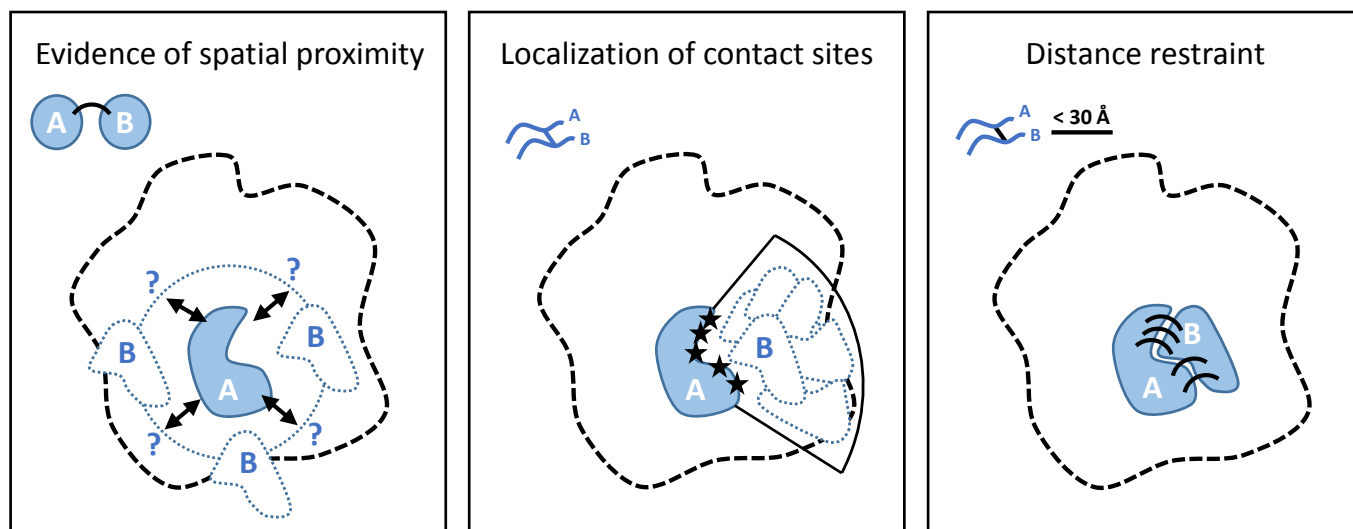 Evidence of spatial proximity
A B
?
?
B
B
A
?
?
B
Localization of contact sites
A
B
B
A
Distance restraint
A
B
< 30 Å
B
A